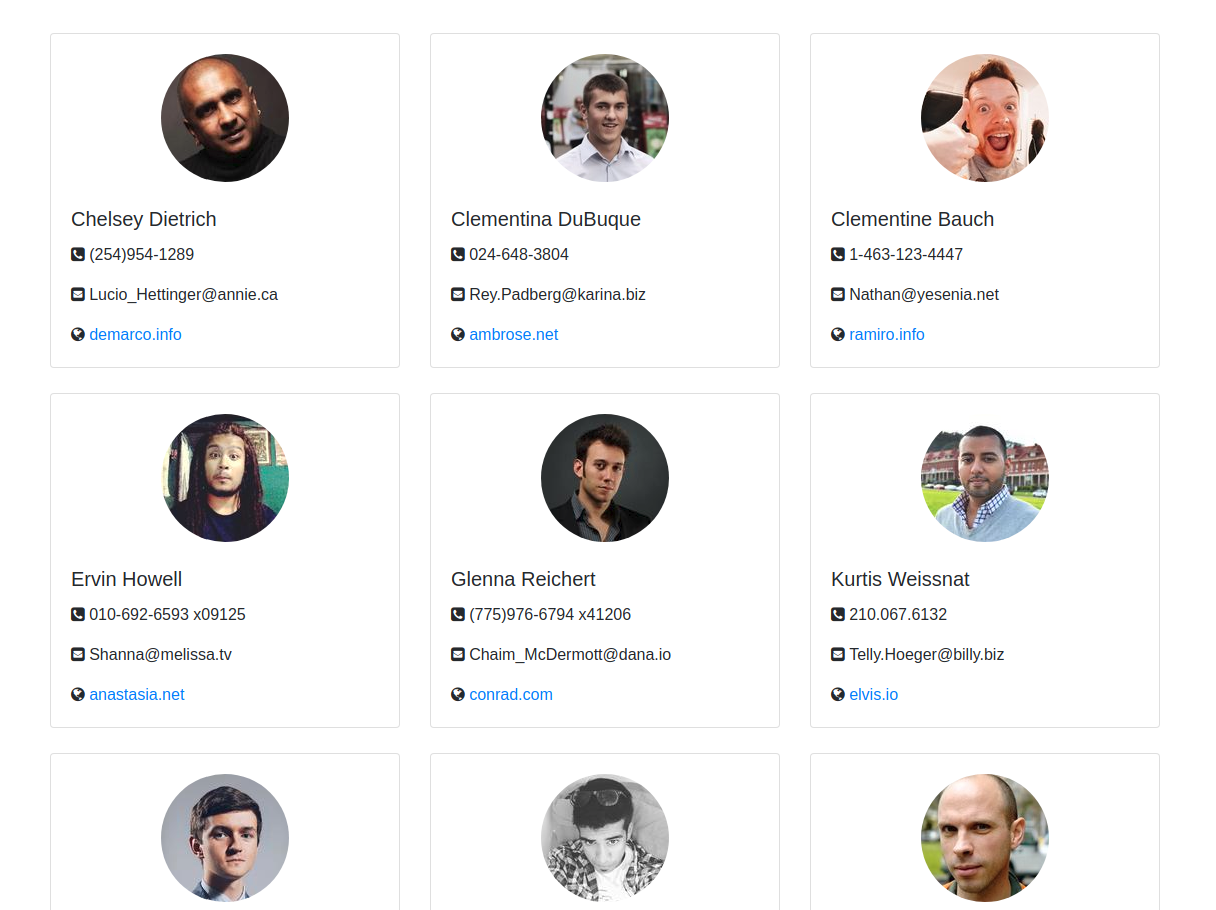 Chelsey Dietrich
(254)954-1289
Lucio_Hettinger@annie.ca
demarco.info
Clementina DuBuque
024-648-3804
Rey.Padberg@karina.biz
ambrose.net
Clementine Bauch
1-463-123-4447
Nathan@yesenia.net
ramiro.info
Ervin Howell
010-692-6593 x09125
Shanna@melissa.tv
anastasia.net
Glenna Reichert
(775)976-6794 x41206
Chaim_McDermott@dana.io
conrad.com
Kurtis Weissnat
210.067.6132
Telly.Hoeger@billy.biz
elvis.io